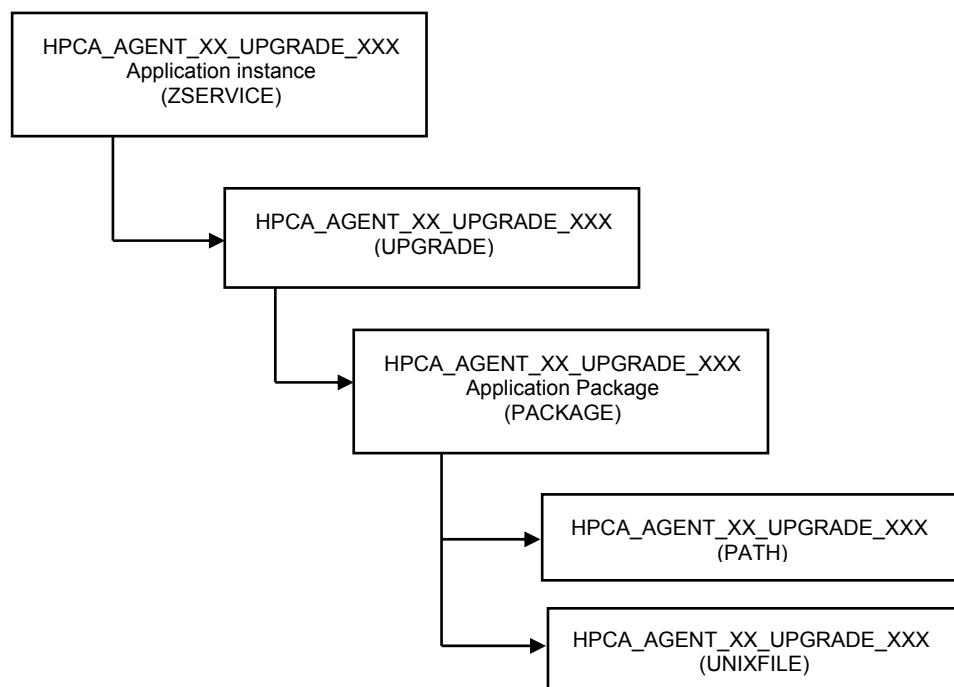 HPCA_AGENT_XX_UPGRADE_XXX
Application instance
(ZSERVICE)
HPCA_AGENT_XX_UPGRADE_XXX
(UPGRADE)
HPCA_AGENT_XX_UPGRADE_XXX
Application Package
(PACKAGE)
HPCA_AGENT_XX_UPGRADE_XXX
(PATH)
HPCA_AGENT_XX_UPGRADE_XXX
(UNIXFILE)